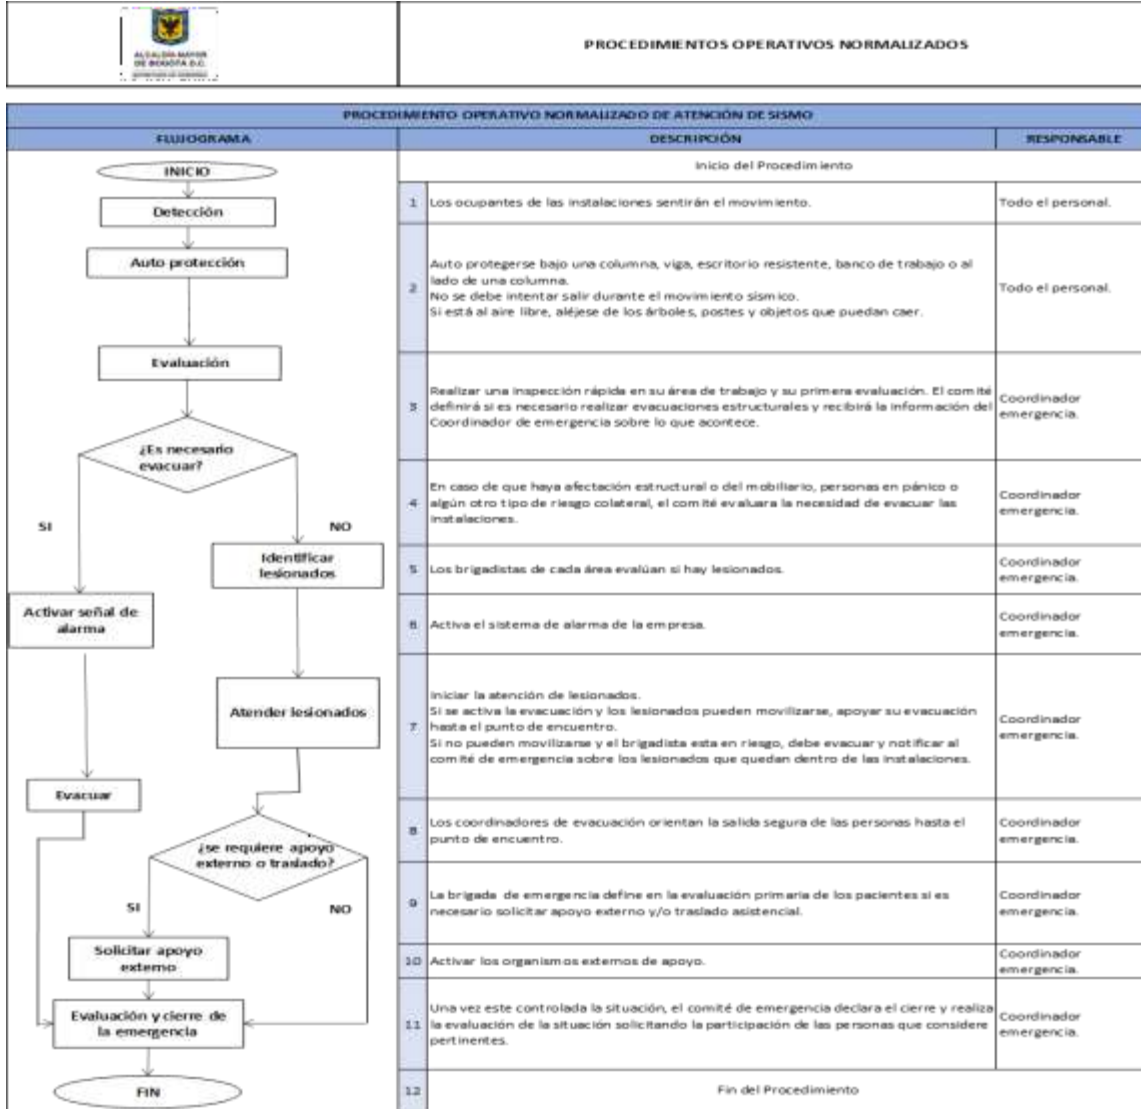 ALCALDÍA MAYOR
DE BOGOTÁ D.C.
PROCEDIMIENTOS OPERATIVOS NORMALIZADOS
PROCEDIMIENTO OPERATIVO NORMALIZADO DE ATENCIÓN DE SISMO
FLUJOGRAMA
DESCRIPCIÓN
RESPONSABLE
INICIO
Detección
Auto protección
Evaluación
¿Es necesario
evacuar?
SI
NO
Identificar
lesionados
Activar señal de
alarma
Atender lesionados
Evacuar
¿se requiere apoyo
externo o traslado?
SI
NO
Solicitar apoyo
externo
Evaluación y cierre de
la emergencia
FIN
Inicio del Procedimiento
1 Los ocupantes de las instalaciones sentirán el movimiento. Todo el personal.
2 Auto protegerse bajo una columna, viga, escritorio resistente, banco de trabajo o al
lado de una columna.
No se debe intentar salir durante el movimiento sísmico.
Si está al aire libre, aléjese de los árboles, postes y objetos que puedan caer.
Todo el personal.
3 Realizar una inspección rápida en su área de trabajo y su primera evaluación. El comité
definirá si es necesario realizar evacuaciones estructurales y recibirá la información del
Coordinador de emergencia sobre lo que acontece.
Coordinador
emergencia.
4 En caso de que haya afectación estructural o del mobiliario, personas en pánico o
algún otro tipo de riesgo colateral, el comité evaluara la necesidad de evacuar las
instalaciones.
Coordinador
emergencia.
5 Los brigadistas de cada área evalúan si hay lesionados.
Coordinador
emergencia.
6 Activa el sistema de alarma de la empresa.
Coordinador
emergencia.
7 Iniciar la atención de lesionados.
Si se activa la evacuación y los lesionados pueden movilizarse, apoyar su evacuación
hasta el punto de encuentro.
Si no pueden movilizarse y el brigadista esta en riesgo, debe evacuar y notificar al
comité de emergencia sobre los lesionados que quedan dentro de las instalaciones.
Coordinador
emergencia.
8 Los coordinadores de evacuación orientan la salida segura de las personas hasta el
punto de encuentro.
Coordinador
emergencia.
9 La brigada de emergencia define en la evaluación primaria de los pacientes si es
necesario solicitar apoyo externo y/o traslado asistencial.
Coordinador
emergencia.
10 Activar los organismos externos de apoyo.
Coordinador
emergencia.
11 Una vez este controlada la situación, el comité de emergencia declara el cierre y realiza
la evaluación de la situación solicitando la participación de las personas que considere
pertinentes.
Coordinador
emergencia.
12 Fin del Procedimiento